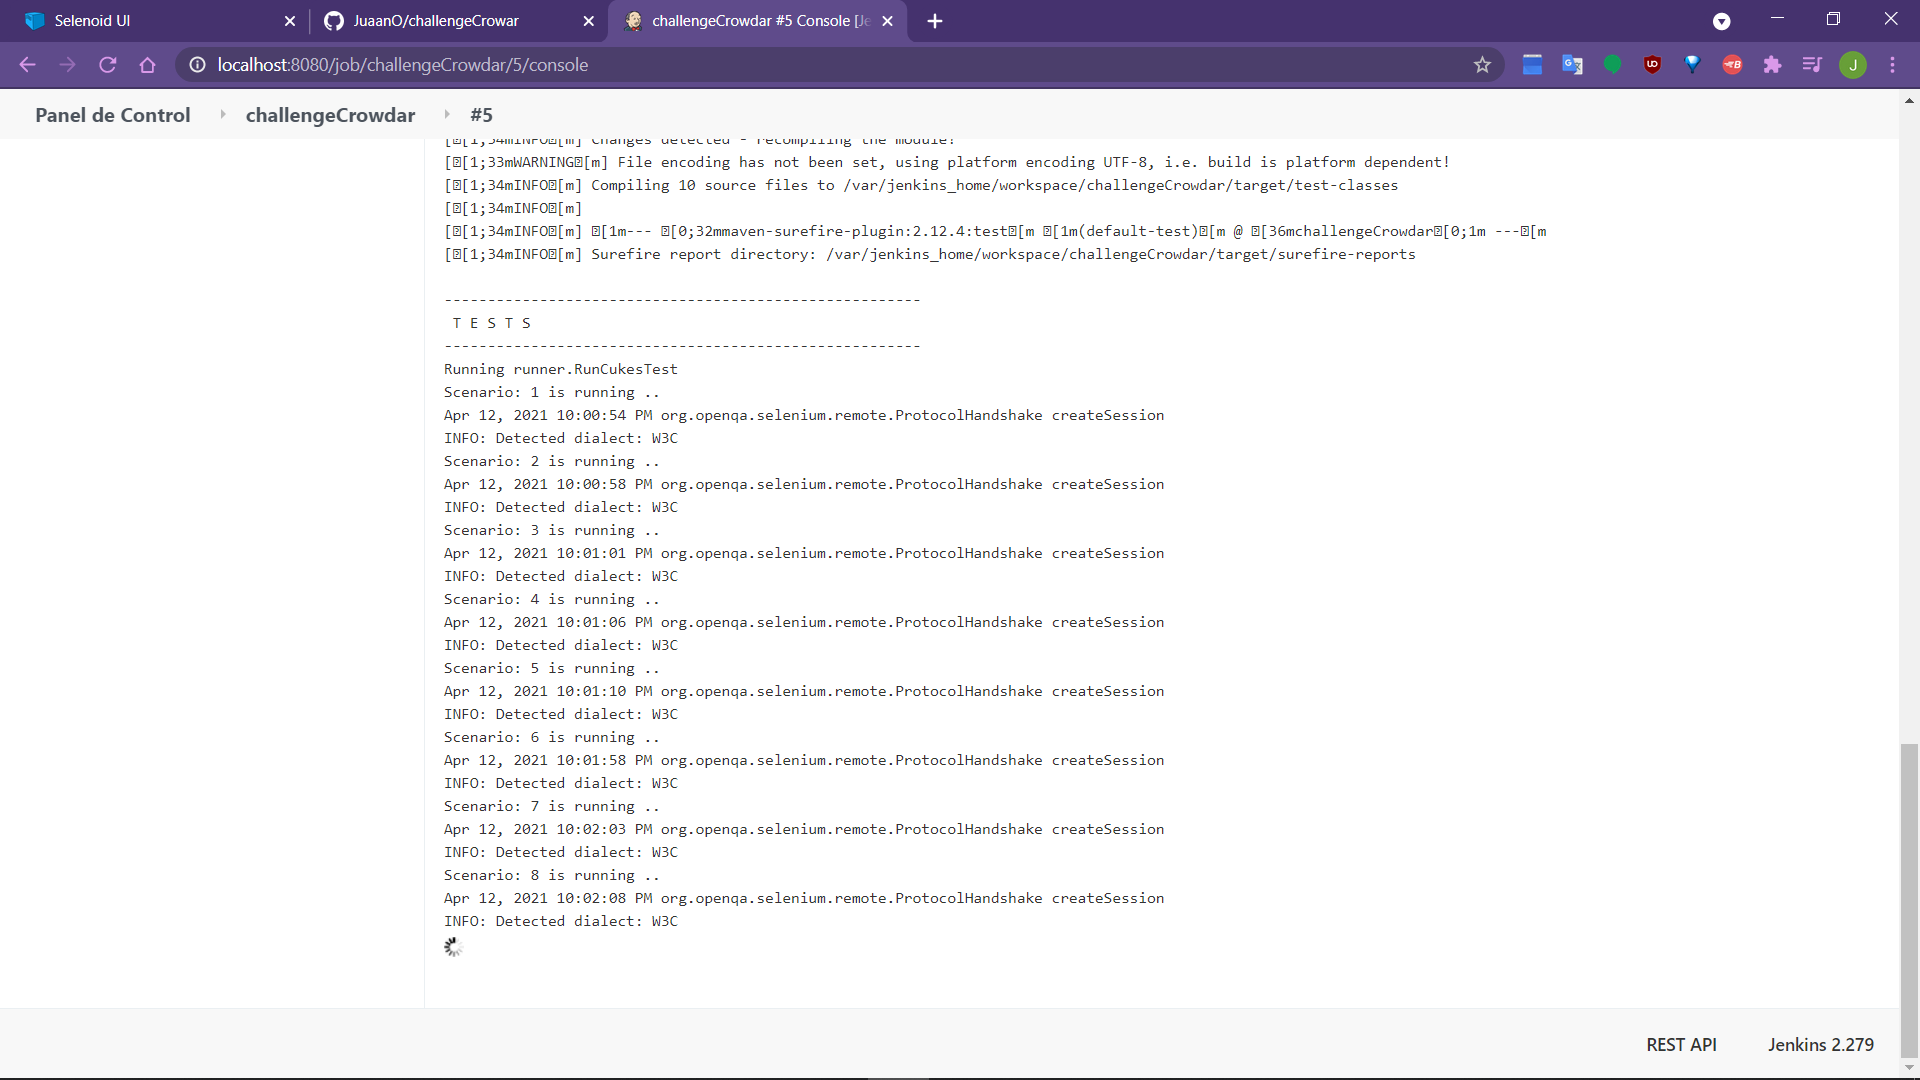 Selenoid UI
JuaanO/challengeCrowar
challengeCrowdar #5 Console [Je
localhost:8080/job/challengeCrowdar/5/console
J
Panel de Control
challengeCrowdar
#5
[[1;34mINFO[m] Changes detected - recompiling the module!
[[1;33mWARNING[m] File encoding has not been set, using platform encoding UTF-8, i.e. build is platform dependent!
[[1;34mINFO[m] Compiling 10 source files to /var/jenkins_home/workspace/challengeCrowdar/target/test-classes
[[1;34mINFO[m]
[[1;34mINFO[m] [1m--- [0;32mmaven-surefire-plugin:2.12.4:test[m [1m(default-test)[m @ [36mchallengeCrowdar[0;1m ---[m
[[1;34mINFO[m] Surefire report directory: /var/jenkins_home/workspace/challengeCrowdar/target/surefire-reports
-------------------------------------------------------
T E S T S
-------------------------------------------------------
Running runner.RunCukesTest
Scenario: 1 is running ..
Apr 12, 2021 10:00:54 PM org.openqa.selenium.remote.ProtocolHandshake createSession
INFO: Detected dialect: W3C
Scenario: 2 is running ..
Apr 12, 2021 10:00:58 PM org.openqa.selenium.remote.ProtocolHandshake createSession
INFO: Detected dialect: W3C
Scenario: 3 is running ..
Apr 12, 2021 10:01:01 PM org.openqa.selenium.remote.ProtocolHandshake createSession
INFO: Detected dialect: W3C
Scenario: 4 is running ..
Apr 12, 2021 10:01:06 PM org.openqa.selenium.remote.ProtocolHandshake createSession
INFO: Detected dialect: W3C
Scenario: 5 is running ..
Apr 12, 2021 10:01:10 PM org.openqa.selenium.remote.ProtocolHandshake createSession
INFO: Detected dialect: W3C
Scenario: 6 is running ..
Apr 12, 2021 10:01:58 PM org.openqa.selenium.remote.ProtocolHandshake createSession
INFO: Detected dialect: W3C
Scenario: 7 is running ..
Apr 12, 2021 10:02:03 PM org.openqa.selenium.remote.ProtocolHandshake createSession
INFO: Detected dialect: W3C
Scenario: 8 is running ..
Apr 12, 2021 10:02:08 PM org.openqa.selenium.remote.ProtocolHandshake createSession
INFO: Detected dialect: W3C
REST API
Jenkins 2.279